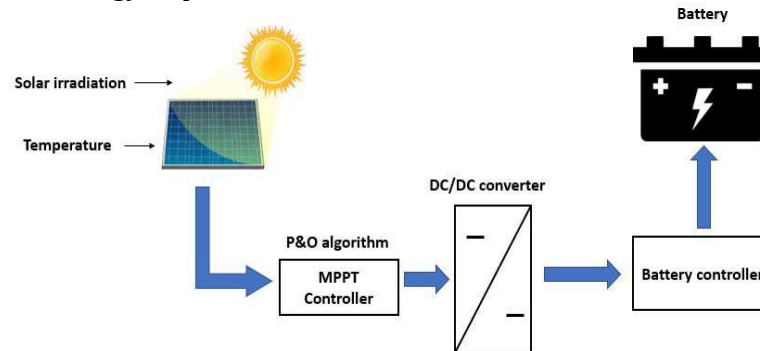 Battery
Solar irradiation
Temperature
DC/DC converter
P&O algorithm
MPPT
Controller
Battery controller